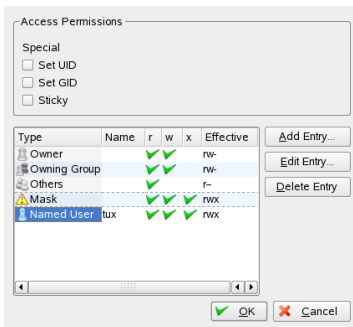 Access Permissions
Special
Set UID
Set GID
Sticky
Type Name r w x Effective
Owner rw-
Owning Group rw-
Others r--
Mask rwx
Named User tux rwx
Add Entry...
Edit Entry...
Delete Entry
OK Cancel